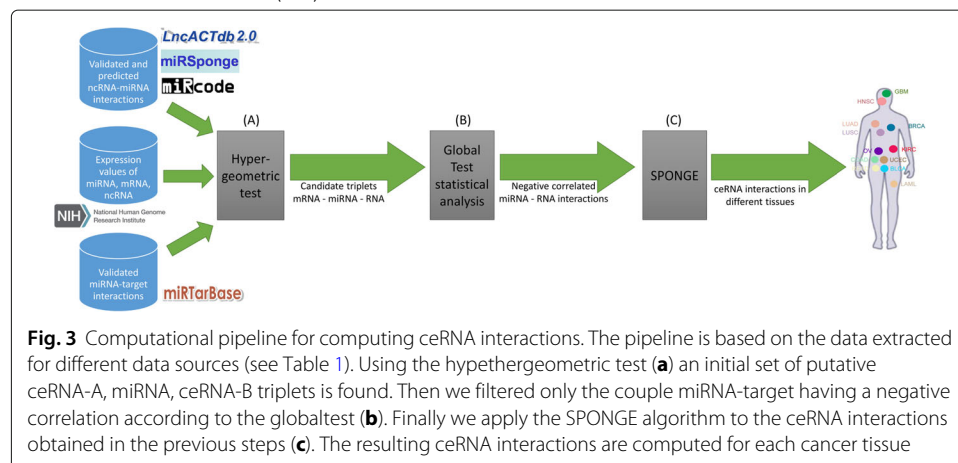 LncACTdb 2.0
miRSponge
miRcode
Validated and
predicted
ncRNA-miRNA
interactions
Expression
values of
miRNA, mRNA,
ncRNA
NIH
National Human Genome
Research Institute
Validated
miRNA-target
interactions
miRTarBase
(A)
Hyper-
geometric
test
Candidate triplets
mRNA - miRNA - RNA
(B)
Global
Test
statistical
analysis
Negative correlated
miRNA - RNA interactions
(C)
SPONGE
ceRNA interactions in
different tissues
GBM
HNSC
LUAD
LUSC
BRCA
OV
KIRC
UCEC
BLCA
LAML
Fig. 3 Computational pipeline for computing ceRNA interactions. The pipeline is based on the data extracted
for different data sources (see Table 1). Using the hypethergeometric test (a) an initial set of putative
ceRNA-A, miRNA, ceRNA-B triplets is found. Then we filtered only the couple miRNA-target having a negative
correlation according to the globaltest (b). Finally we apply the SPONGE algorithm to the ceRNA interactions
obtained in the previous steps (c). The resulting ceRNA interactions are computed for each cancer tissue